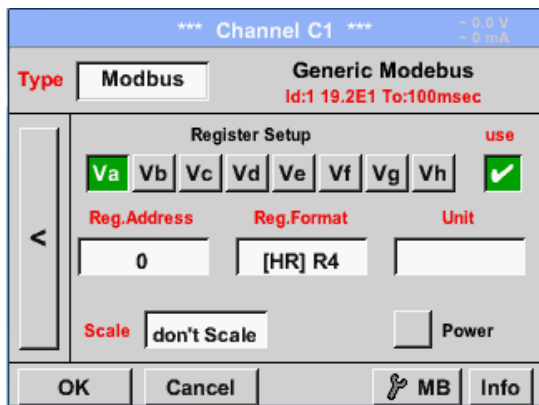 *** Channel C1 ***
~ 0.0 V
~ 0 mA
Type
Modbus
Generic Modebus
Id:1 19.2E1 To:100msec
<
Register Setup
use
Va Vb Vc Vd Ve Vf Vg Vh
Reg.Address
Reg.Format
Unit
0
[HR] R4
Scale
don't Scale
Power
OK
Cancel
MB
Info